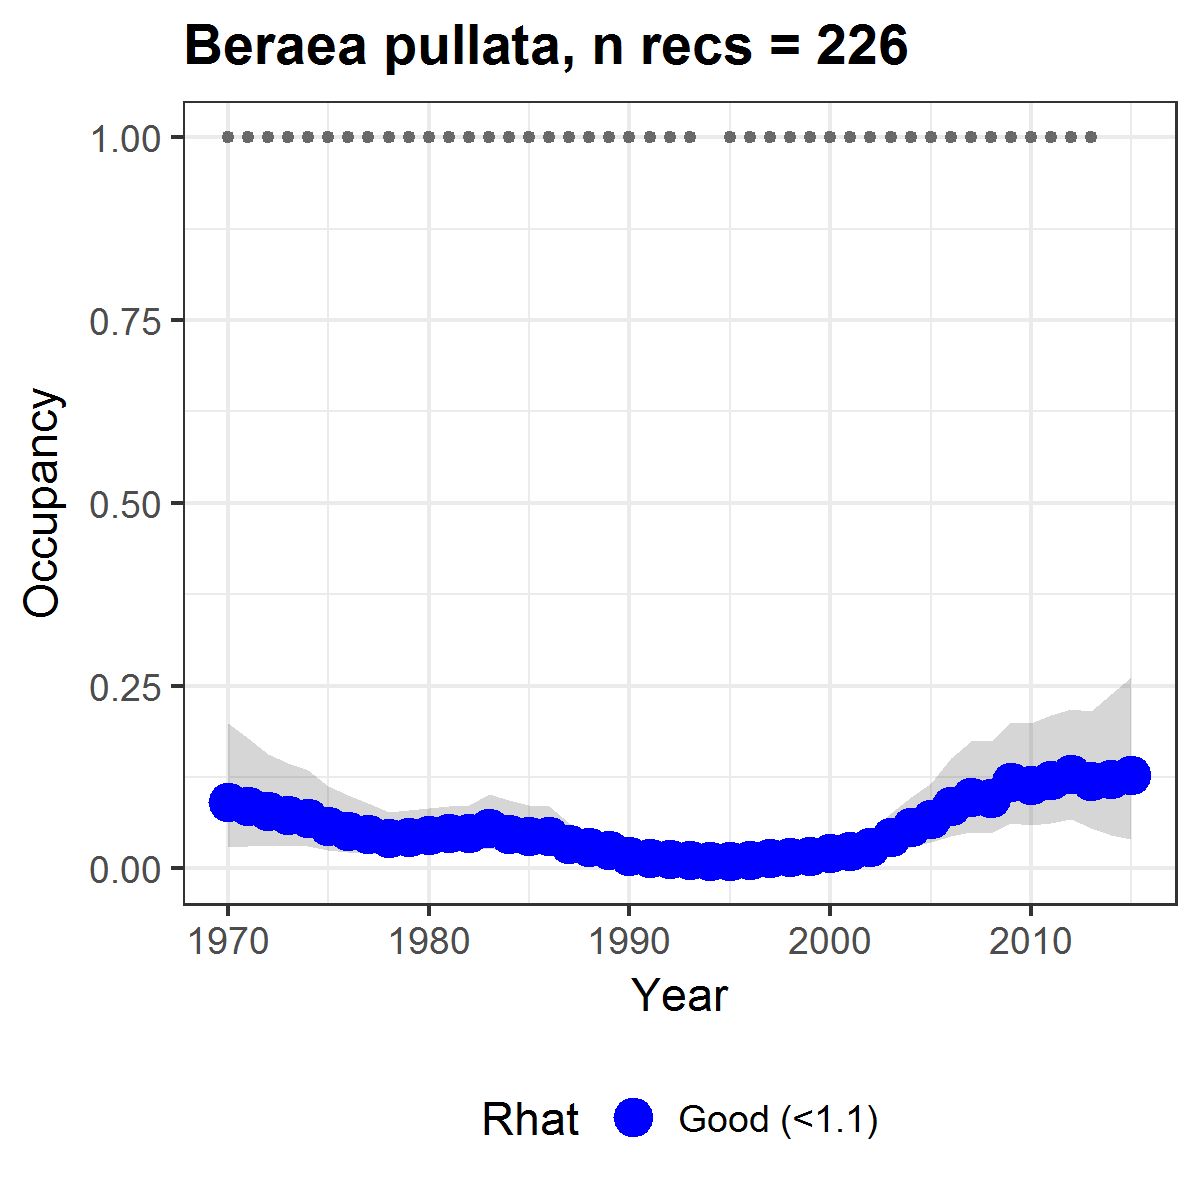 Beraea pullata, n recs = 226
1.00
0.75
0.50
0.25
0.00
Occupancy
1970 1980 1990 2000 2010
Year
Rhat Good (<1.1)